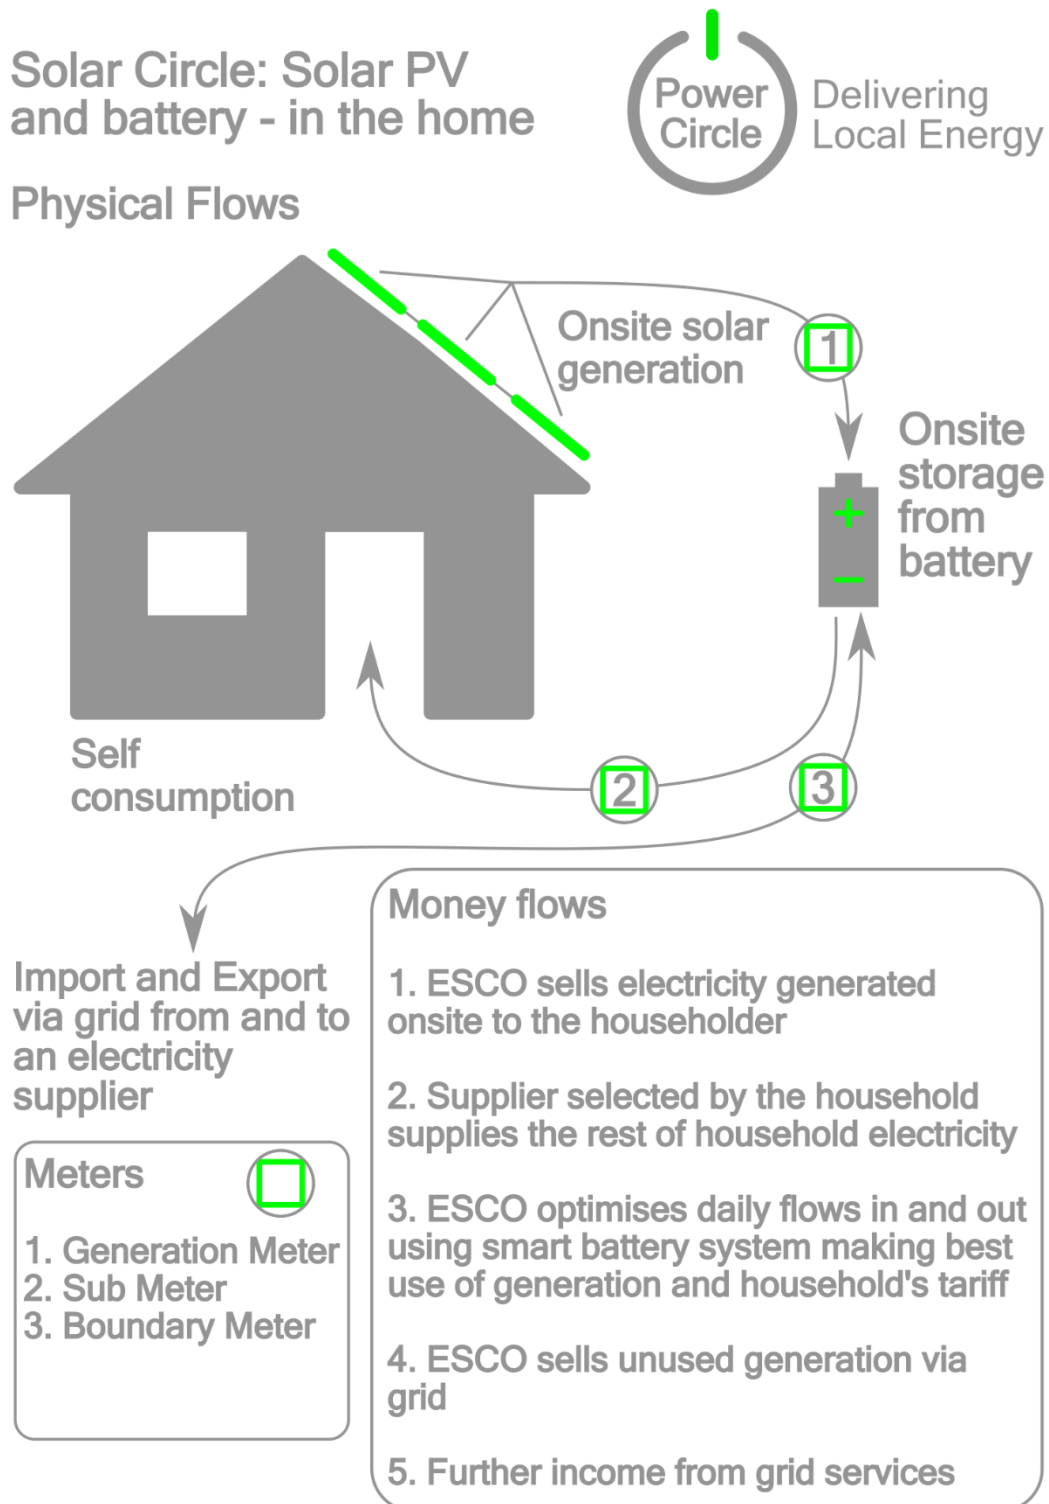 Solar Circle: Solar PV
and battery - in the home
Power
Circle
Delivering
Local Energy
Physical Flows
Onsite solar
generation
1
Onsite
storage
from
battery
+
–
Self
consumption
2
3
Import and Export
via grid from and to
an electricity
supplier
Meters
1. Generation Meter
2. Sub Meter
3. Boundary Meter
Money flows
1. ESCO sells electricity generated
onsite to the householder
2. Supplier selected by the household
supplies the rest of household electricity
3. ESCO optimises daily flows in and out
using smart battery system making best
use of generation and household's tariff
4. ESCO sells unused generation via
grid
5. Further income from grid services